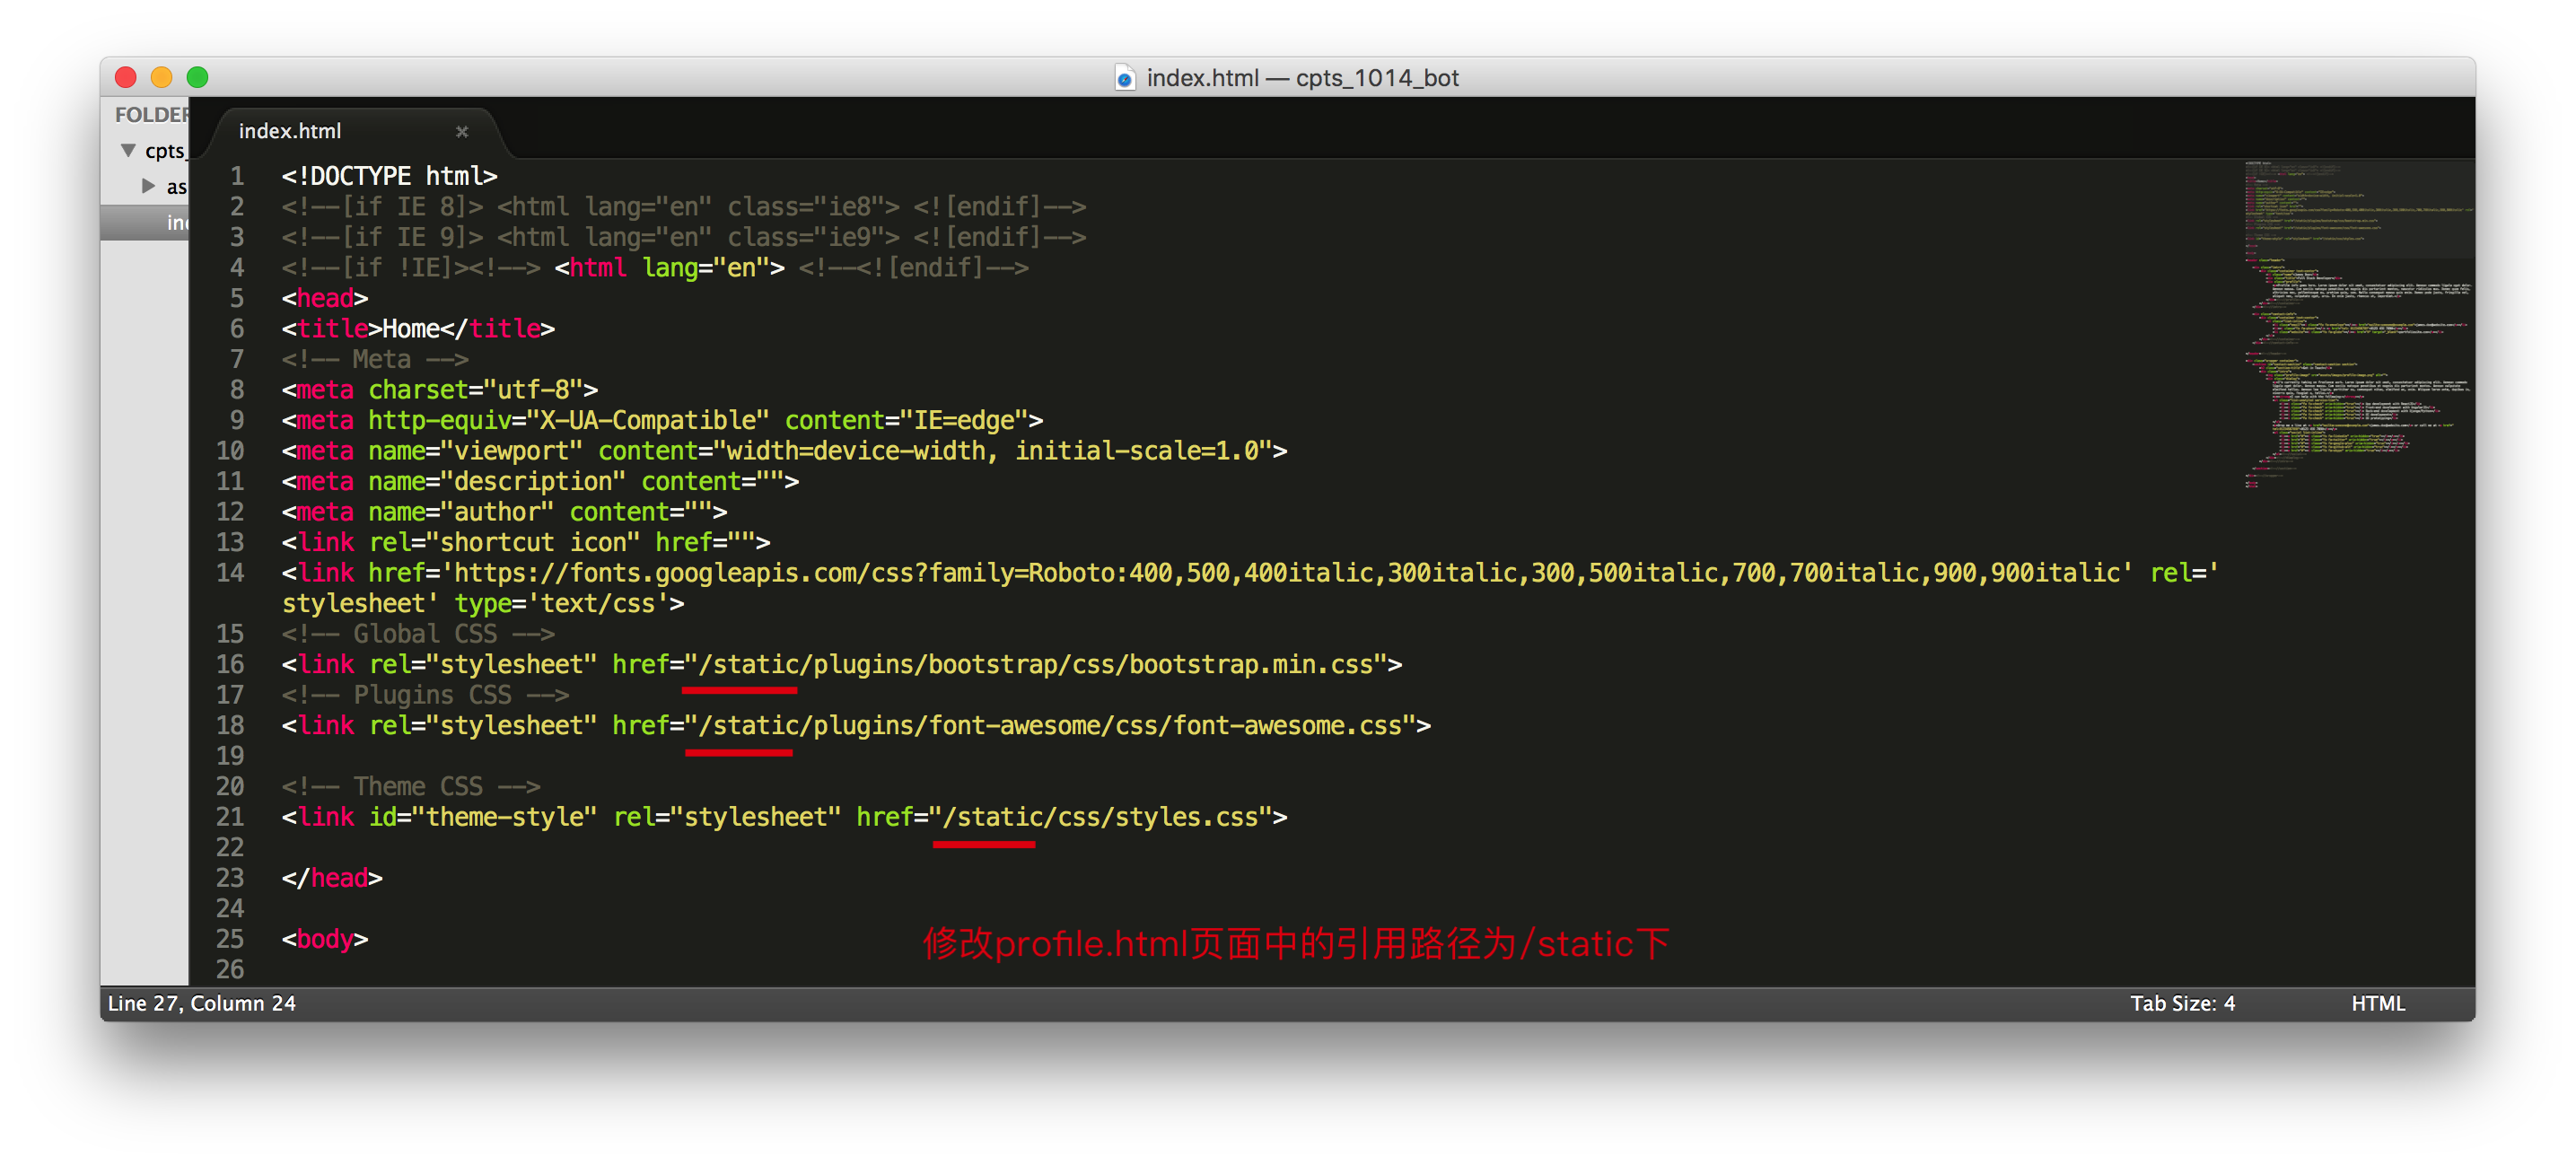 index.html — cpts_1014_bot
FOLDER
cpts_
as
ind
index.html
1 <!DOCTYPE html>
2 <!--[if IE 8]> <html lang="en" class="ie8"> <![endif]-->
3 <!--[if IE 9]> <html lang="en" class="ie9"> <![endif]-->
4 <!--[if !IE]><!--> <html lang="en"> <!--<![endif]-->
5 <head>
6 <title>Home</title>
7 <!-- Meta -->
8 <meta charset="utf-8">
9 <meta http-equiv="X-UA-Compatible" content="IE=edge">
10 <meta name="viewport" content="width=device-width, initial-scale=1.0">
11 <meta name="description" content="">
12 <meta name="author" content="">
13 <link rel="shortcut icon" href="">
14 <link href='https://fonts.googleapis.com/css?family=Roboto:400,500,400italic,300italic,300,500italic,700,700italic,900,900italic' rel='
stylesheet' type='text/css'>
15 <!-- Global CSS -->
16 <link rel="stylesheet" href="/static/plugins/bootstrap/css/bootstrap.min.css">
17 <!-- Plugins CSS -->
18 <link rel="stylesheet" href="/static/plugins/font-awesome/css/font-awesome.css">
19
20 <!-- Theme CSS -->
21 <link id="theme-style" rel="stylesheet" href="/static/css/styles.css">
22
23 </head>
24
25 <body>
修改profile.html页面中的引用路径为/static下
26
Line 27, Column 24
Tab Size: 4
HTML